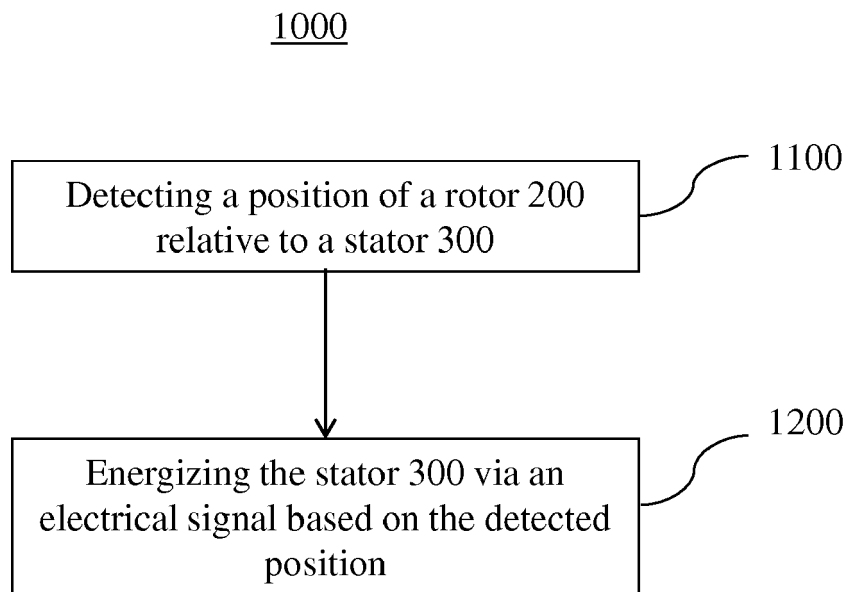 1000
1100
Detecting a position of a rotor 200
relative to a stator 300
1200
Energizing the stator 300 via an
electrical signal based on the detected
position